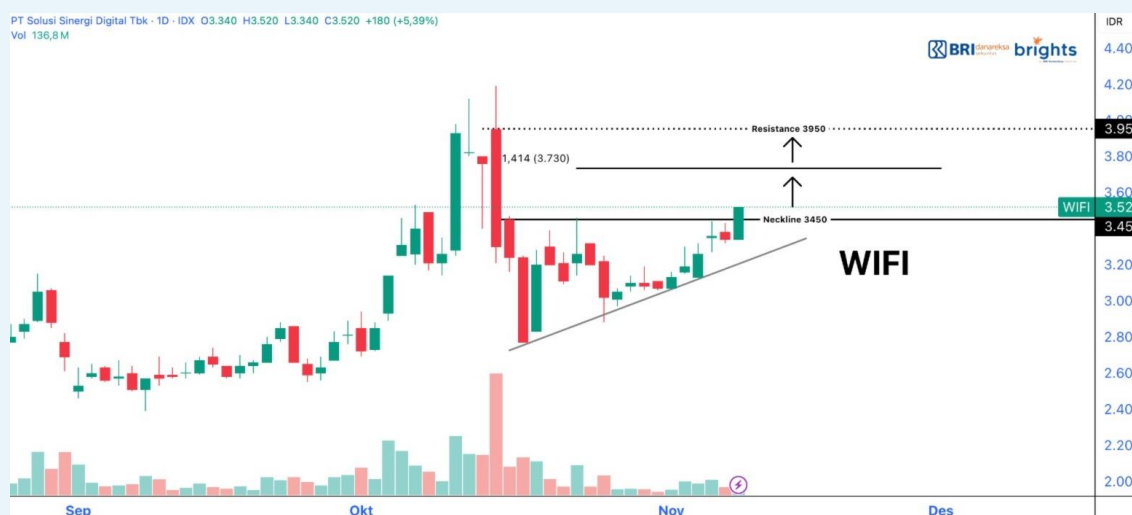 PT Solusi Sinergi Digital Tbk · 1D · IDX O3.340 H3.520 L3.340 C3.520 +180 (+5,39%)
Vol 136,8 M
IDR
BRI danareksa sekuritas brights
4.40
4.20
Resistance 3950
3.95
1,414 (3.730)
3.80
3.60
WIFI 3.52
Neckline 3450
3.45
WIFI
3.20
3.00
2.80
2.60
2.40
2.20
2.00
Sep Okt Nov Des